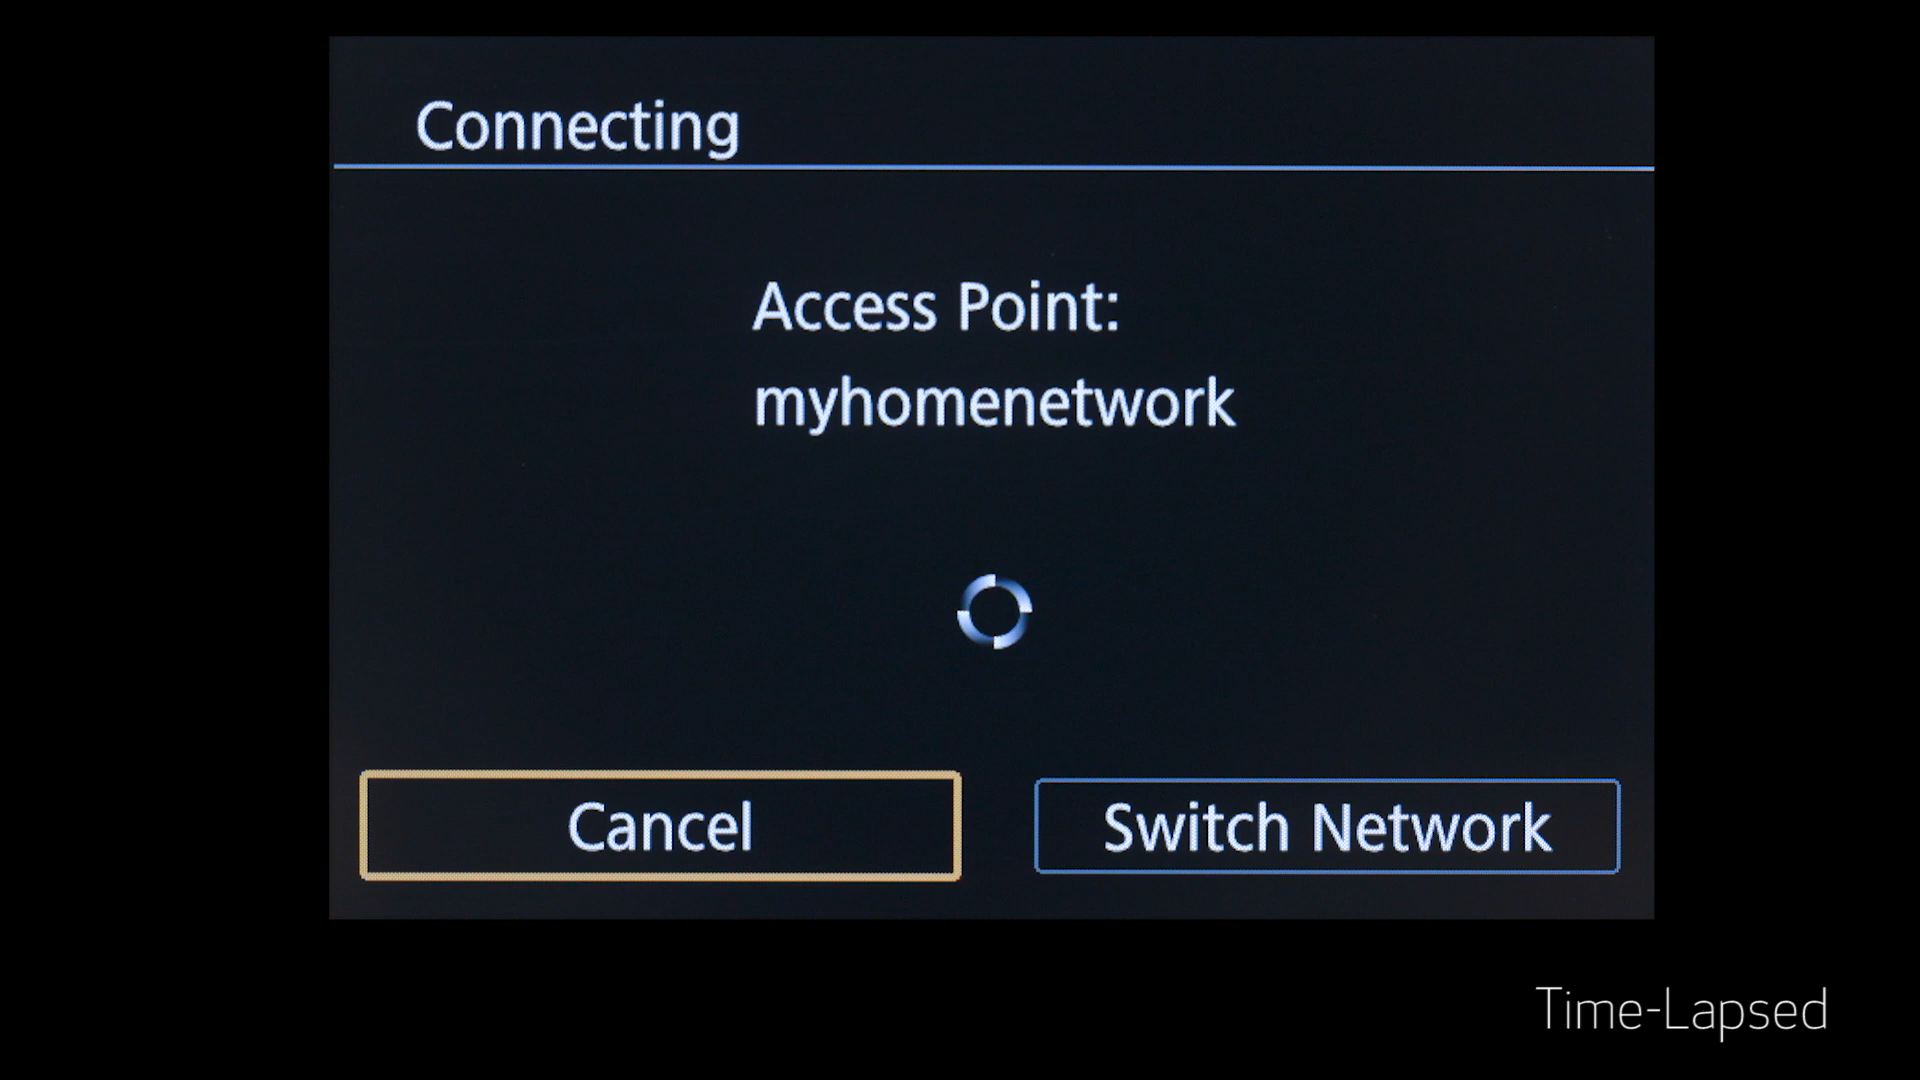 Connecting
Access Point:
myhomenetwork
Cancel
Switch Network
Time-Lapsed